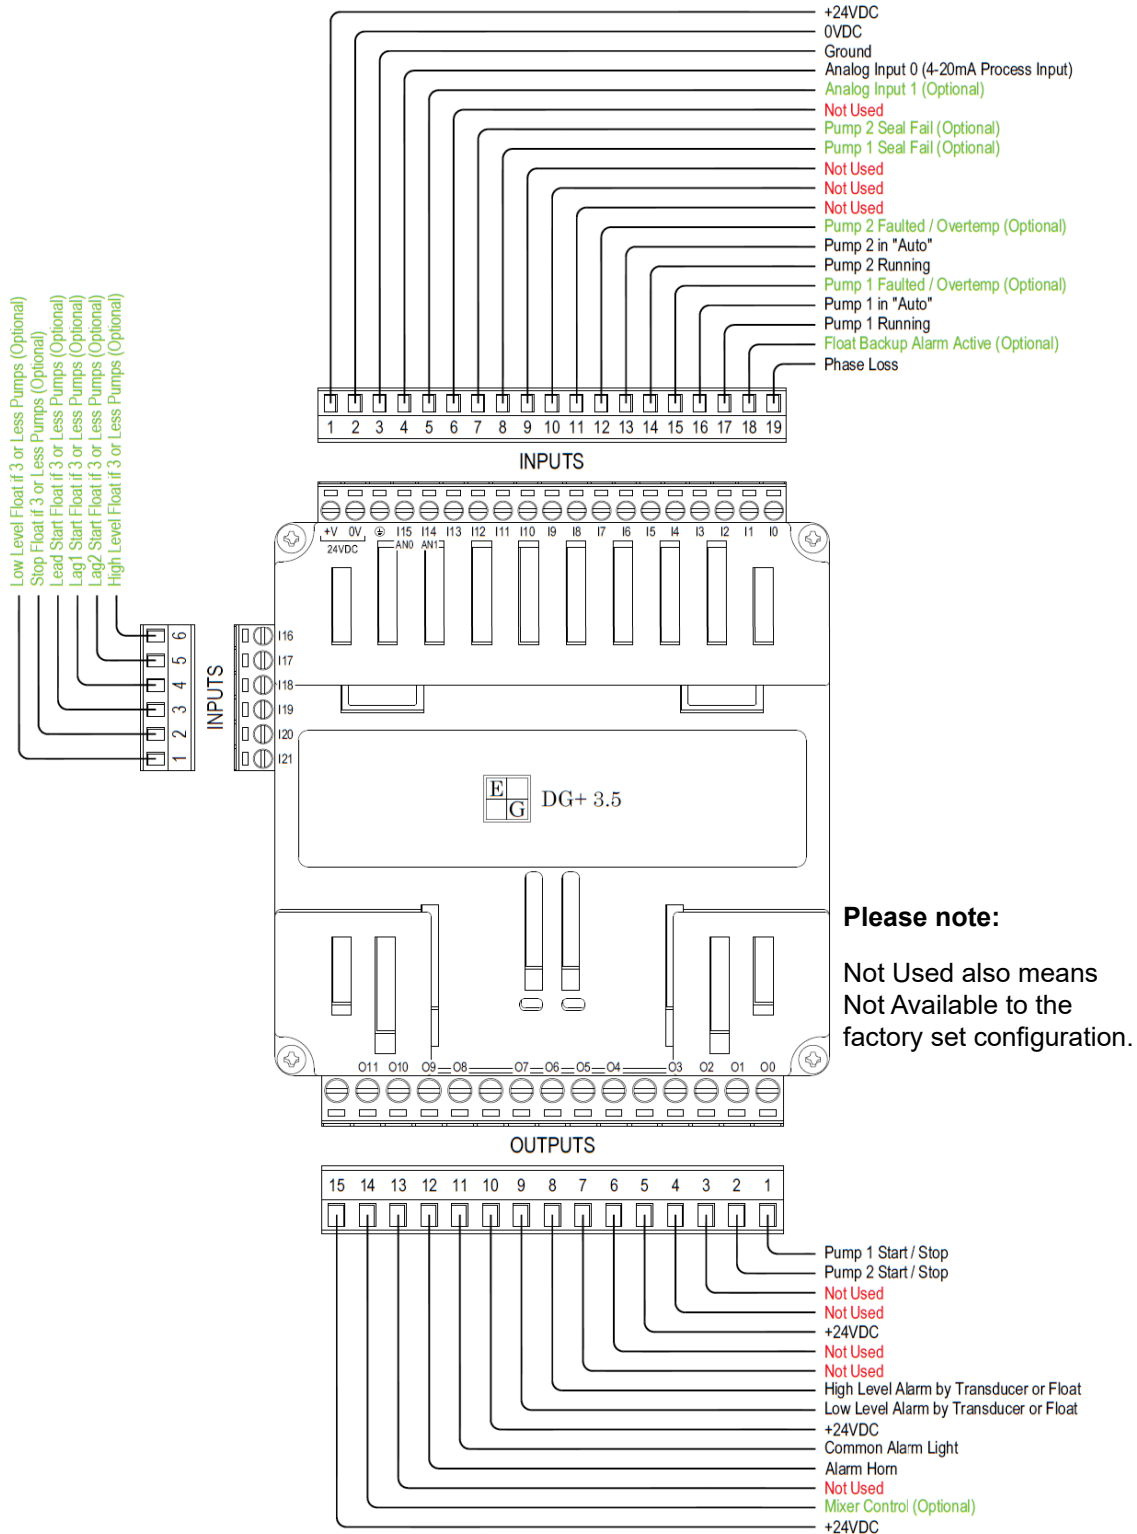 +24VDC
0VDC
Ground
Analog Input 0 (4-20mA Process Input)
Analog Input 1 (Optional)
Not Used
Pump 2 Seal Fail (Optional)
Pump 1 Seal Fail (Optional)
Not Used
Not Used
Not Used
Pump 2 Faulted / Overtemp (Optional)
Pump 2 in "Auto"
Pump 2 Running
Pump 1 Faulted / Overtemp (Optional)
Pump 1 in "Auto"
Pump 1 Running
Float Backup Alarm Active (Optional)
Phase Loss
1 2 3 4 5 6 7 8 9 10 11 12 13 14 15 16 17 18 19
INPUTS
+V 0V I15 I14 I13 I12 I11 I10 I9 I8 I7 I6 I5 I4 I3 I2 I1 I0
24VDC AN0 AN1
Low Level Float if 3 or Less Pumps (Optional)
Stop Float if 3 or Less Pumps (Optional)
Lead Start Float if 3 or Less Pumps (Optional)
Lag1 Start Float if 3 or Less Pumps (Optional)
Lag2 Start Float if 3 or Less Pumps (Optional)
High Level Float if 3 or Less Pumps (Optional)
1 2 3 4 5 6
INPUTS
I16
I17
I18
I19
I20
I21
E G DG+ 3.5
Please note:
Not Used also means
Not Available to the
factory set configuration.
O11 O10 O9 O8 O7 O6 O5 O4 O3 O2 O1 O0
OUTPUTS
15 14 13 12 11 10 9 8 7 6 5 4 3 2 1
Pump 1 Start / Stop
Pump 2 Start / Stop
Not Used
Not Used
+24VDC
Not Used
Not Used
High Level Alarm by Transducer or Float
Low Level Alarm by Transducer or Float
+24VDC
Common Alarm Light
Alarm Horn
Not Used
Mixer Control (Optional)
+24VDC